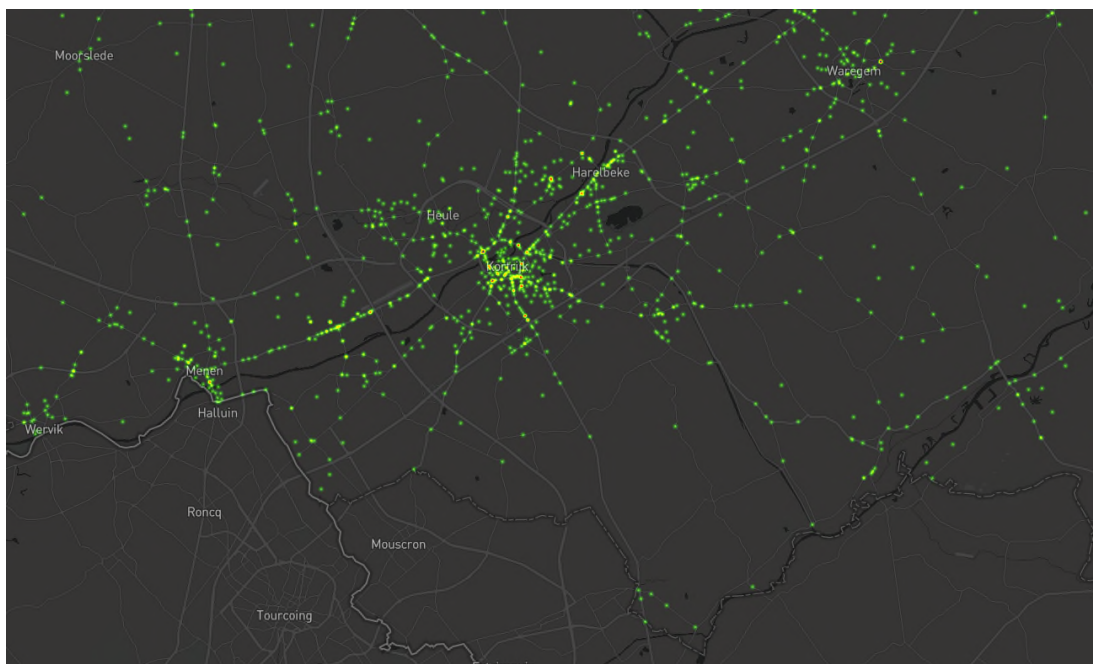 Moorslede
Waregem
Harelbeke
Heule
Kortrijk
Menen
Halluin
Wervik
Roncq
Mouscron
Tourcoing